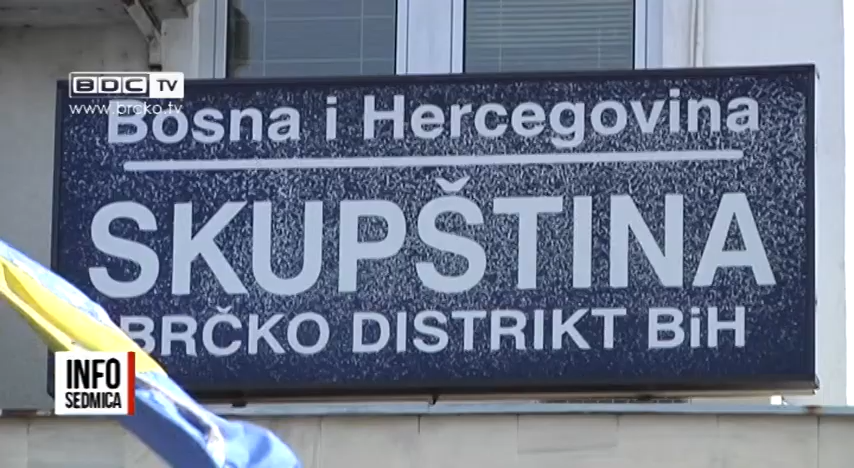 BDC TV
www.brcko.tv
Bosna i Hercegovina
SKUPŠTINA
BRČKO DISTRIKT BiH
INFO
SEDMICA